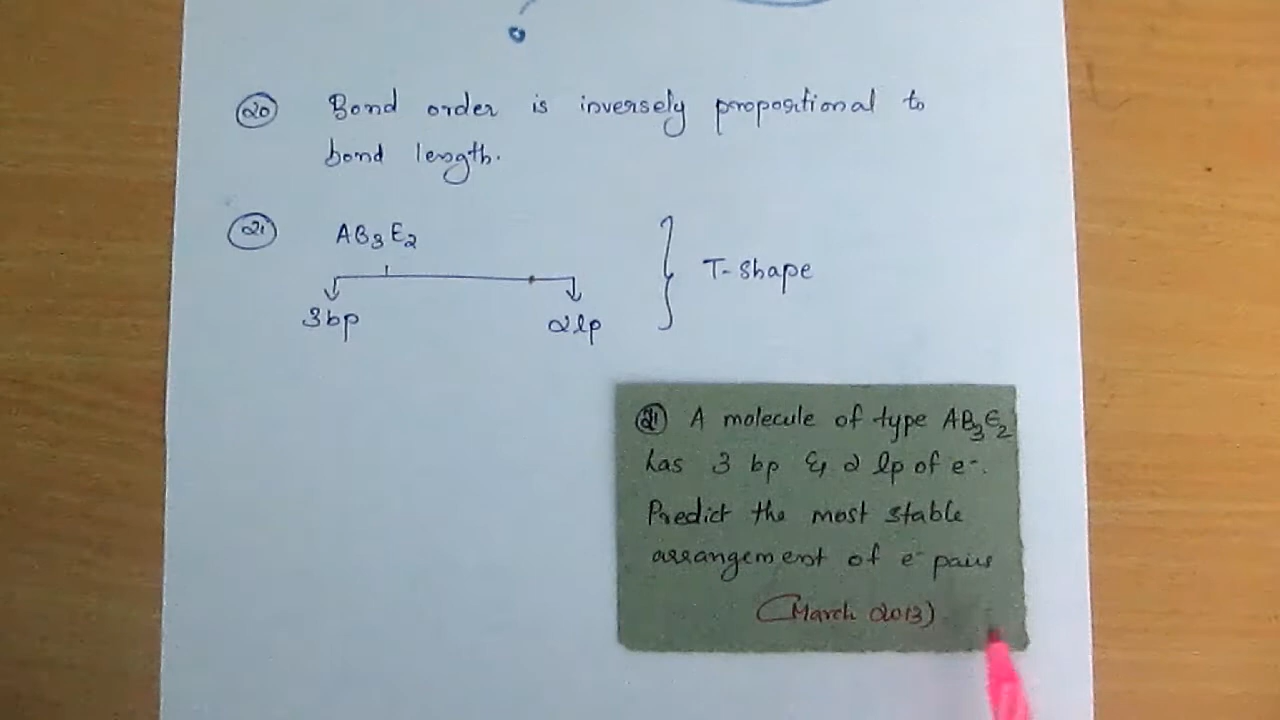 20 Bond order is inversely propositional to
bond length.
21 AB3E2
3bp 2lp
T-shape
21 A molecule of type AB3E2
has 3 bp & 2 lp of e-.
Predict the most stable
arrangement of e- pairs
(March 2013)